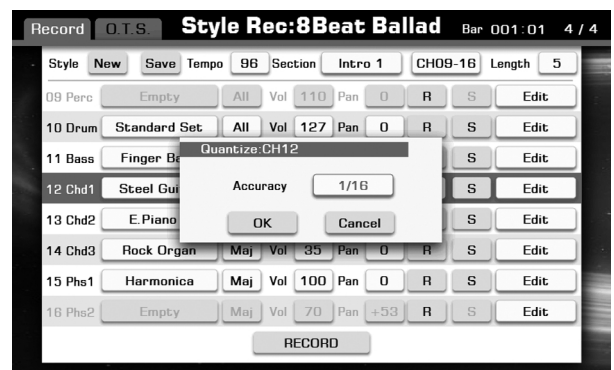 Record O.T.S. Style Rec:8Beat Ballad Bar 001:01 4 / 4
Style New Save Tempo 96 Section Intro 1 CH09-16 Length 5
09 Perc Empty All Vol 110 Pan 0 R S Edit
10 Drum Standard Set All Vol 127 Pan 0 R S Edit
Quantize:CH12
11 Bass Finger S Edit
12 Chd1 Steel S Edit
Accuracy 1/16
13 Chd2 E.Piano S Edit
OK Cancel
14 Chd3 Rock Organ Maj Vol 35 Pan 0 R S Edit
15 Phs1 Harmonica Maj Vol 100 Pan 0 R S Edit
16 Phs2 Empty Maj Vol 70 Pan +53 R S Edit
RECORD